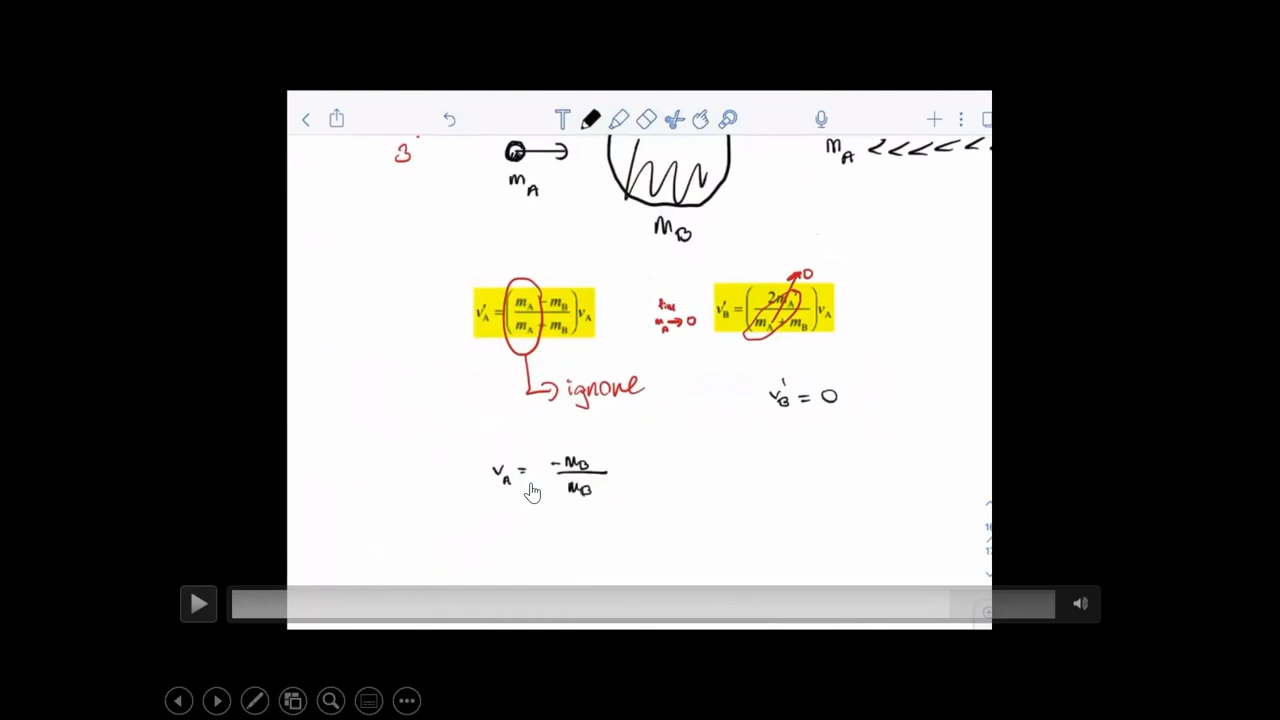 3
m_A
M_B
m_A <<<<<
v′_A = ((m_A − m_B)/(m_A + m_B)) v_A
lim m_A → 0
v′_B = ((2m_A)/(m_A + m_B)) v_A
0
ignore
v′_B = 0
v_A = −M_B/M_B